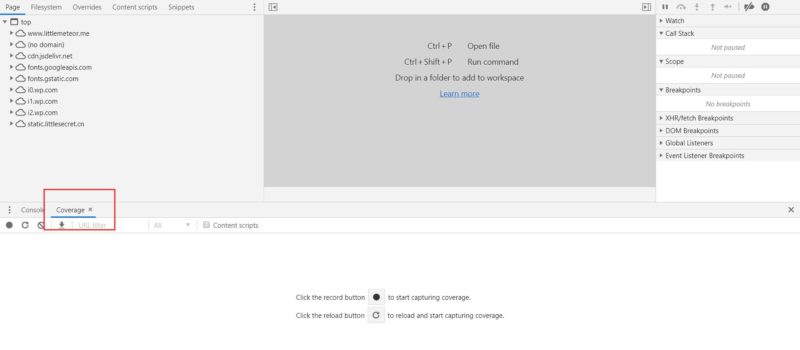 Page Filesystem Overrides Content scripts Snippets
top
www.littlemeteor.me
(no domain)
cdn.jsdelivr.net
fonts.googleapis.com
fonts.gstatic.com
i0.wp.com
i1.wp.com
i2.wp.com
static.littlesecret.cn
Ctrl + P Open file
Ctrl + Shift + P Run command
Drop in a folder to add to workspace
Learn more
Watch
Call Stack
Not paused
Scope
Not paused
Breakpoints
No breakpoints
XHR/fetch Breakpoints
DOM Breakpoints
Global Listeners
Event Listener Breakpoints
Console Coverage ×
URL filter All Content scripts
Click the record button to start capturing coverage.
Click the reload button to reload and start capturing coverage.